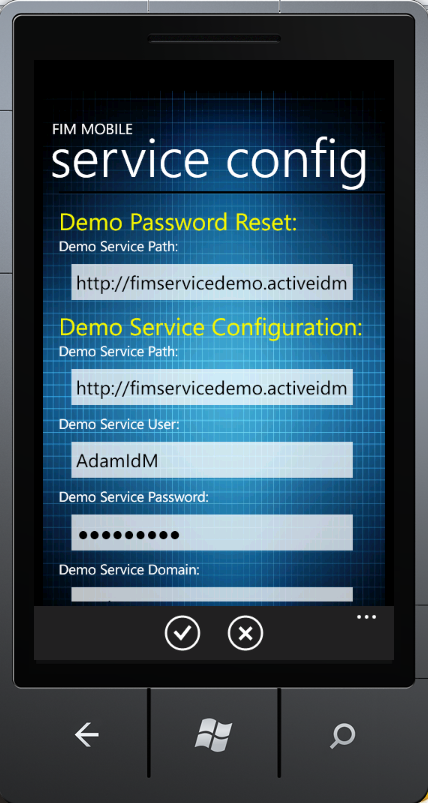 FIM MOBILE
service config
Demo Password Reset:
Demo Service Path:
http://fimservicedemo.activeidm
Demo Service Configuration:
Demo Service Path:
http://fimservicedemo.activeidm
Demo Service User:
AdamIdM
Demo Service Password:
●●●●●●●●●
Demo Service Domain: